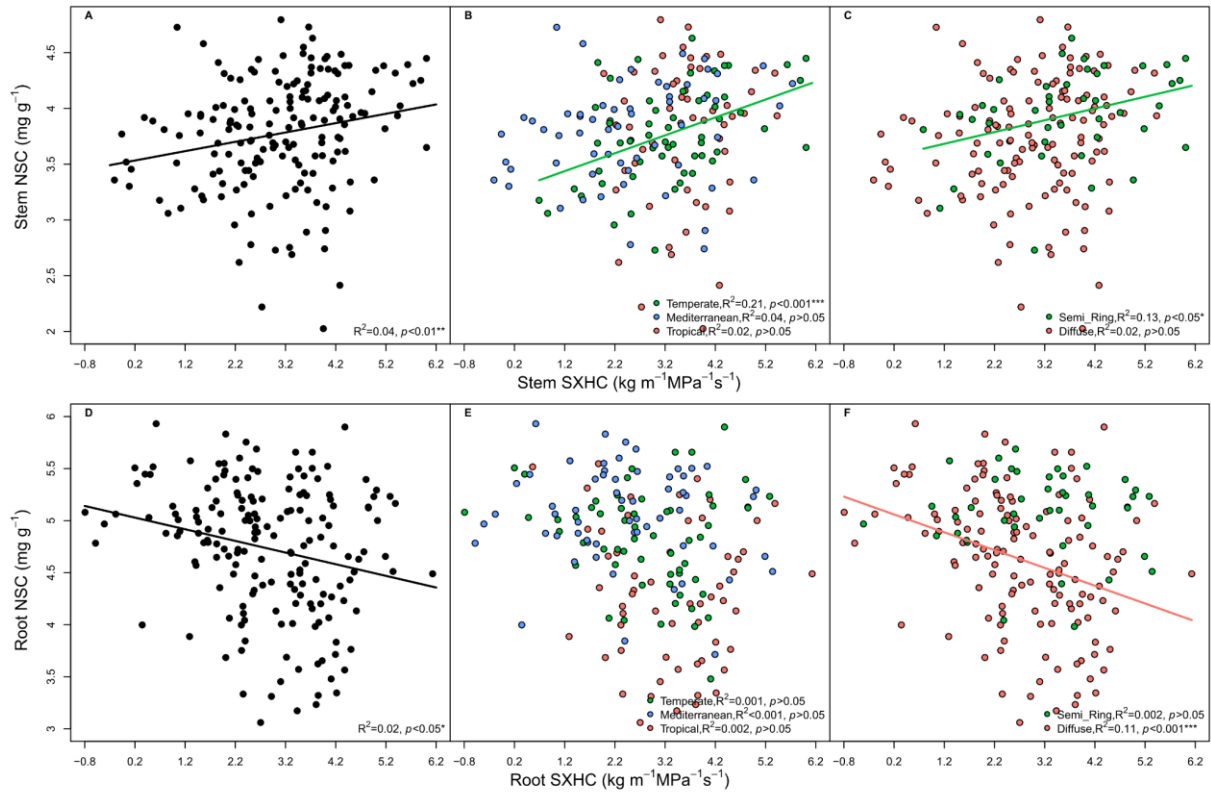 A
B
C
Stem NSC (mg g⁻¹)
4.5
4
3.5
3
2.5
2
R²=0.04, p<0.01**
Temperate,R²=0.21, p<0.001***
Mediterranean,R²=0.04, p>0.05
Tropical,R²=0.02, p>0.05
Semi_Ring,R²=0.13, p<0.05*
Diffuse,R²=0.02, p>0.05
−0.8 0.2 1.2 2.2 3.2 4.2 5.2 6.2
−0.8 0.2 1.2 2.2 3.2 4.2 5.2 6.2
−0.8 0.2 1.2 2.2 3.2 4.2 5.2 6.2
Stem SXHC (kg m⁻¹MPa⁻¹s⁻¹)
D
E
F
Root NSC (mg g⁻¹)
6
5.5
5
4.5
4
3.5
3
R²=0.02, p<0.05*
Temperate,R²=0.001, p>0.05
Mediterranean,R²<0.001, p>0.05
Tropical,R²=0.002, p>0.05
Semi_Ring,R²=0.002, p>0.05
Diffuse,R²=0.11, p<0.001***
−0.8 0.2 1.2 2.2 3.2 4.2 5.2 6.2
−0.8 0.2 1.2 2.2 3.2 4.2 5.2 6.2
−0.8 0.2 1.2 2.2 3.2 4.2 5.2 6.2
Root SXHC (kg m⁻¹MPa⁻¹s⁻¹)